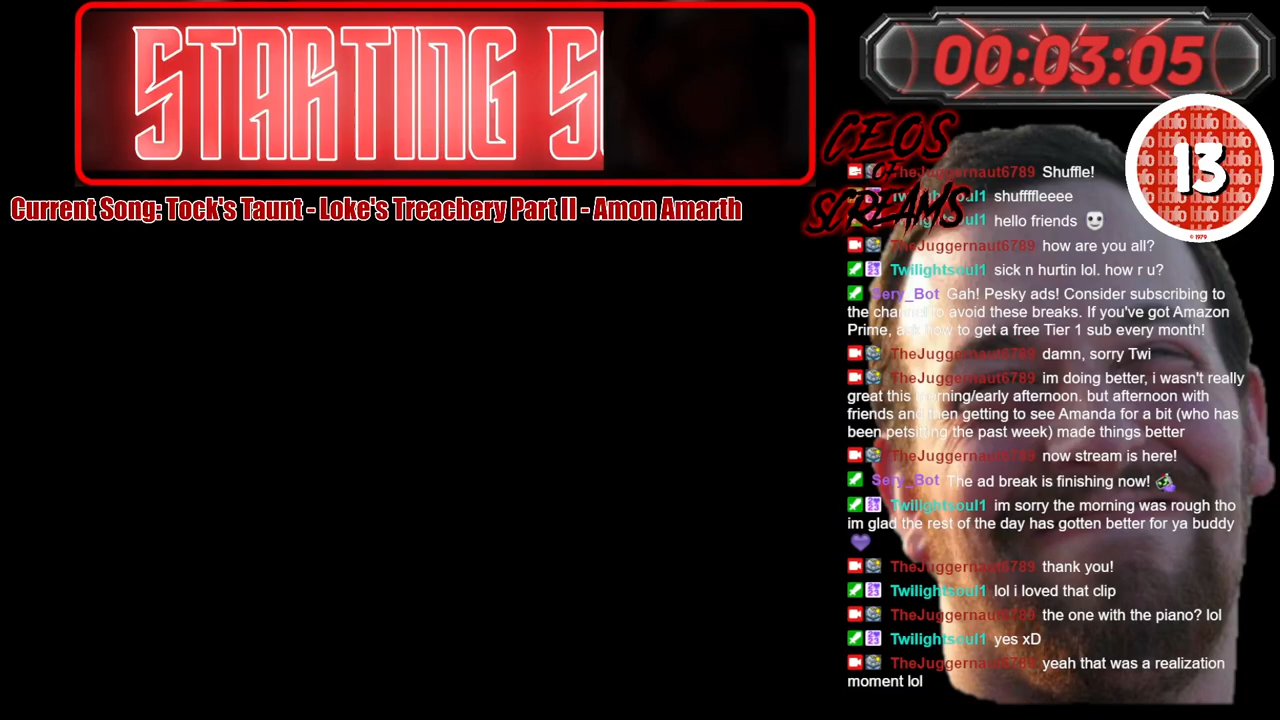 STARTING S
00:03:05
Current Song: Tock's Taunt - Loke's Treachery Part II - Amon Amarth
CEOS
OF
SCREAMS
13
© 1979
TheJuggernaut6789 Shuffle!
Twilightsoul1 shufffleeee
Twilightsoul1 hello friends
TheJuggernaut6789 how are you all?
Twilightsoul1 sick n hurtin lol. how r u?
Sery_Bot Gah! Pesky ads! Consider subscribing to
the channel to avoid these breaks. If you've got Amazon
Prime, ask how to get a free Tier 1 sub every month!
TheJuggernaut6789 damn, sorry Twi
TheJuggernaut6789 im doing better, i wasn't really
great this morning/early afternoon. but afternoon with
friends and then getting to see Amanda for a bit (who has
been petsitting the past week) made things better
TheJuggernaut6789 now stream is here!
Sery_Bot The ad break is finishing now!
Twilightsoul1 im sorry the morning was rough tho
im glad the rest of the day has gotten better for ya buddy
TheJuggernaut6789 thank you!
Twilightsoul1 lol i loved that clip
TheJuggernaut6789 the one with the piano? lol
Twilightsoul1 yes xD
TheJuggernaut6789 yeah that was a realization
moment lol